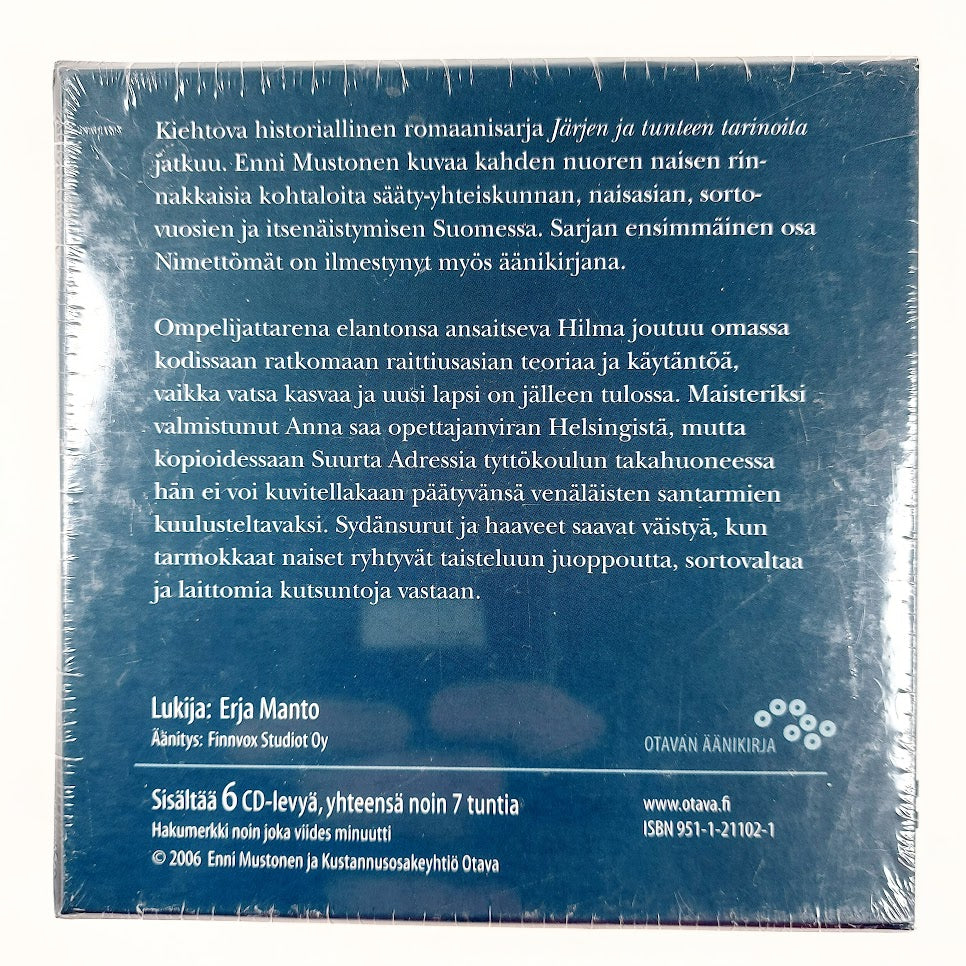 Kiehtova historiallinen romaanisarja Järjen ja tunteen tarinoita
jatkuu. Enni Mustonen kuvaa kahden nuoren naisen rin-
nakkaisia kohtaloita sääty-yhteiskunnan, naisasian, sorto-
vuosien ja itsenäistymisen Suomessa. Sarjan ensimmäinen osa
Nimettömät on ilmestynyt myös äänikirjana.
Ompelijattarena elantonsa ansaitseva Hilma joutuu omassa
kodissaan ratkomaan raittiusasian teoriaa ja käytäntöä,
vaikka vatsa kasvaa ja uusi lapsi on jälleen tulossa. Maisteriksi
valmistunut Anna saa opettajanviran Helsingistä, mutta
kopioidessaan Suurta Adressia tyttökoulun takahuoneessa
hän ei voi kuvitellakaan päätyvänsä venäläisten santarmien
kuulusteltavaksi. Sydänsurut ja haaveet saavat väistyä, kun
tarmokkaat naiset ryhtyvät taisteluun juoppoutta, sortovaltaa
ja laittomia kutsuntoja vastaan.
Lukija: Erja Manto
Äänitys: Finnvox Studiot Oy
OTAVAN ÄÄNIKIRJA
Sisältää 6 CD-levyä, yhteensä noin 7 tuntia
Hakumerkki noin joka viides minuutti
© 2006 Enni Mustonen ja Kustannusosakeyhtiö Otava
www.otava.fi
ISBN 951-1-21102-1